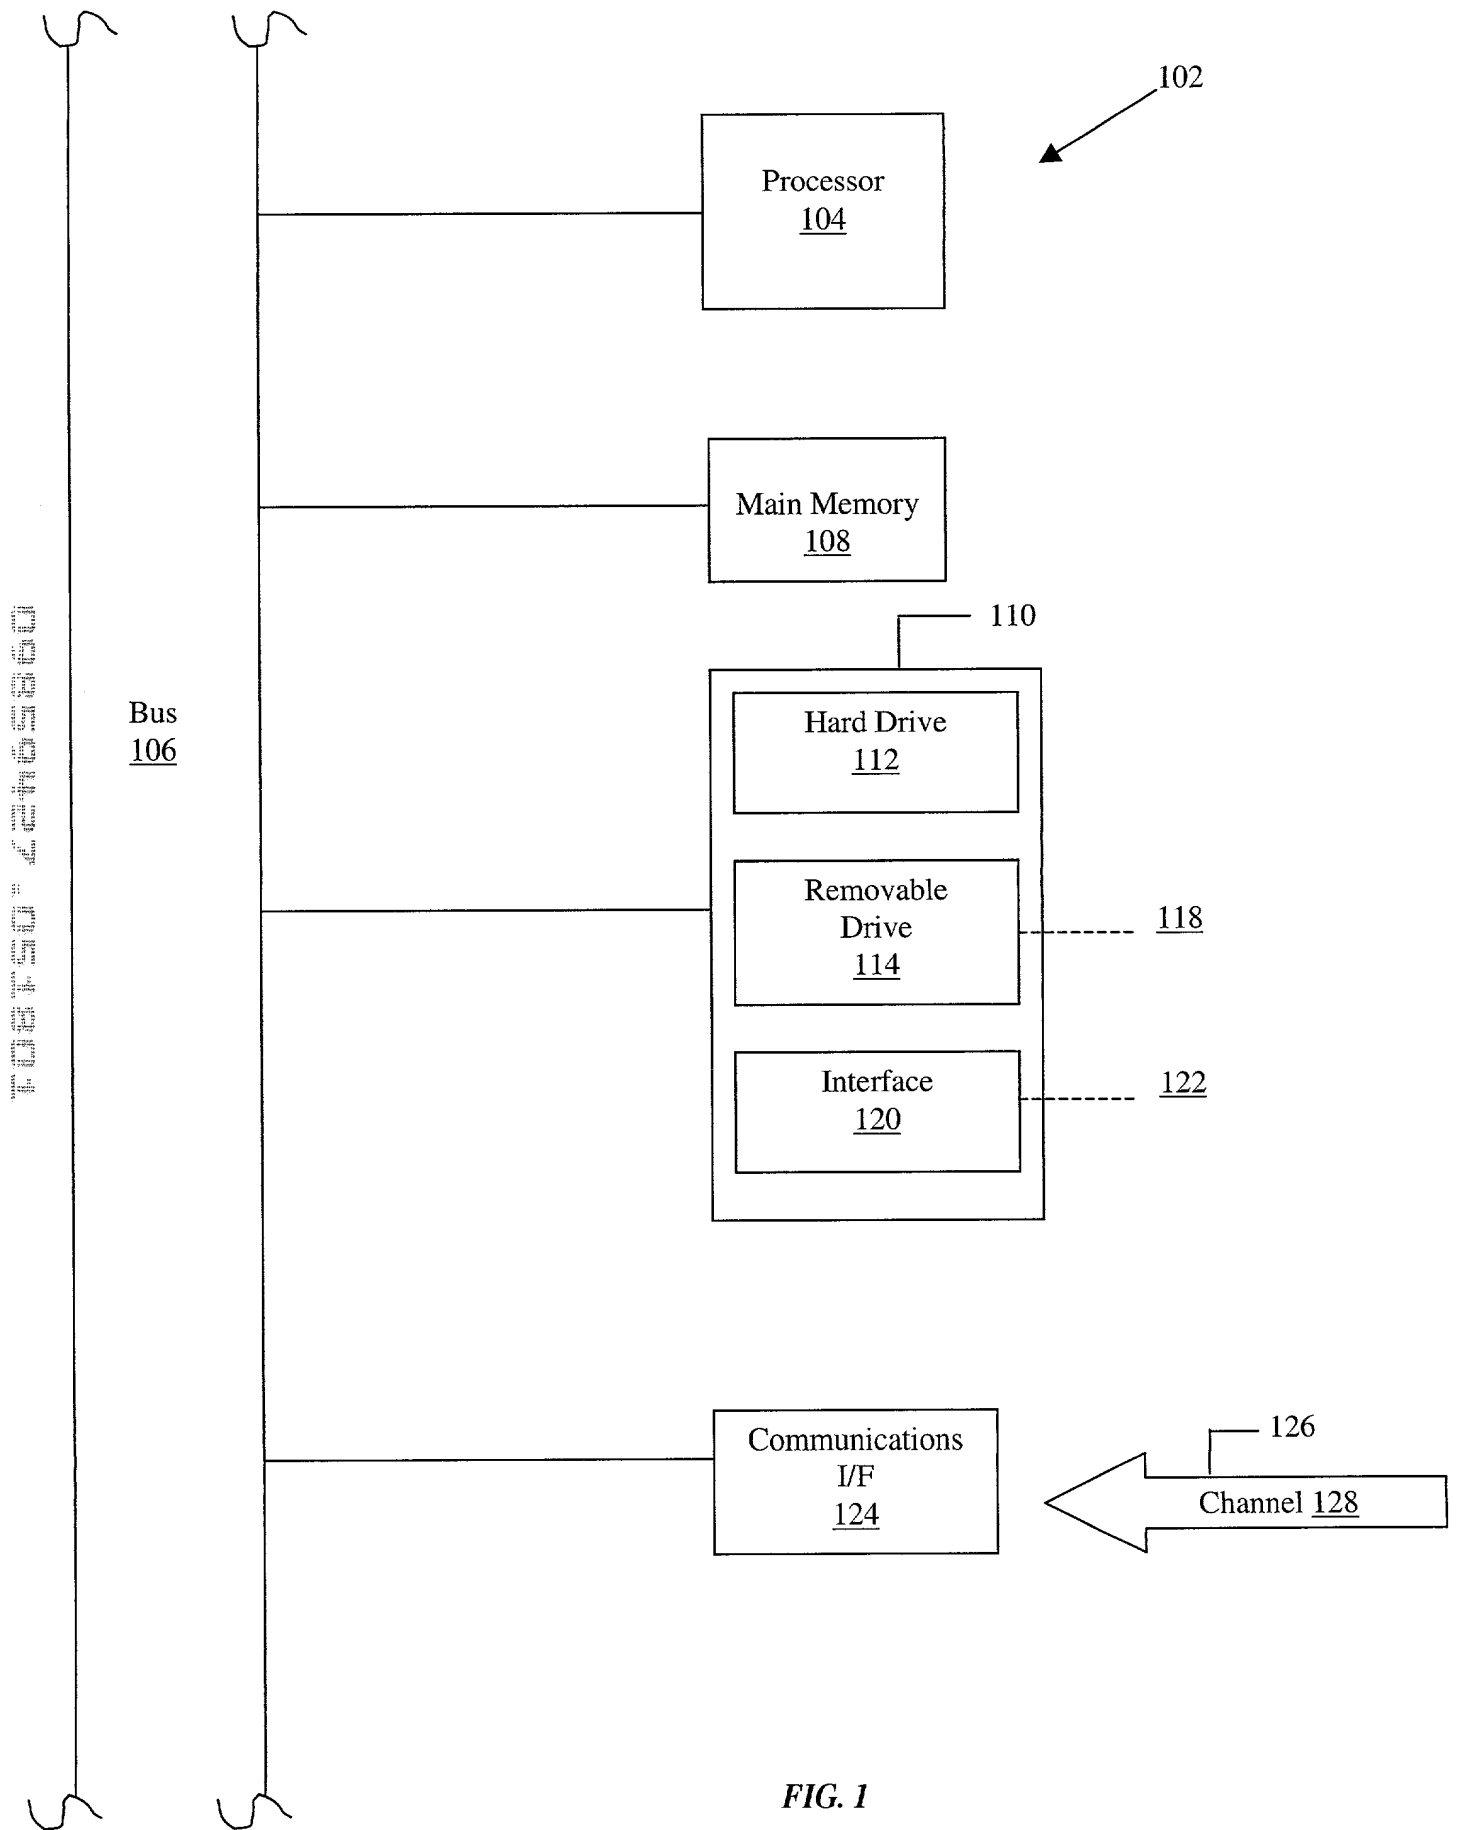 102
Processor
104
Main Memory
108
110
Hard Drive
112
Bus
106
Removable
Drive
114
118
Interface
120
122
Communications
I/F
124
126
Channel 128
FIG. 1